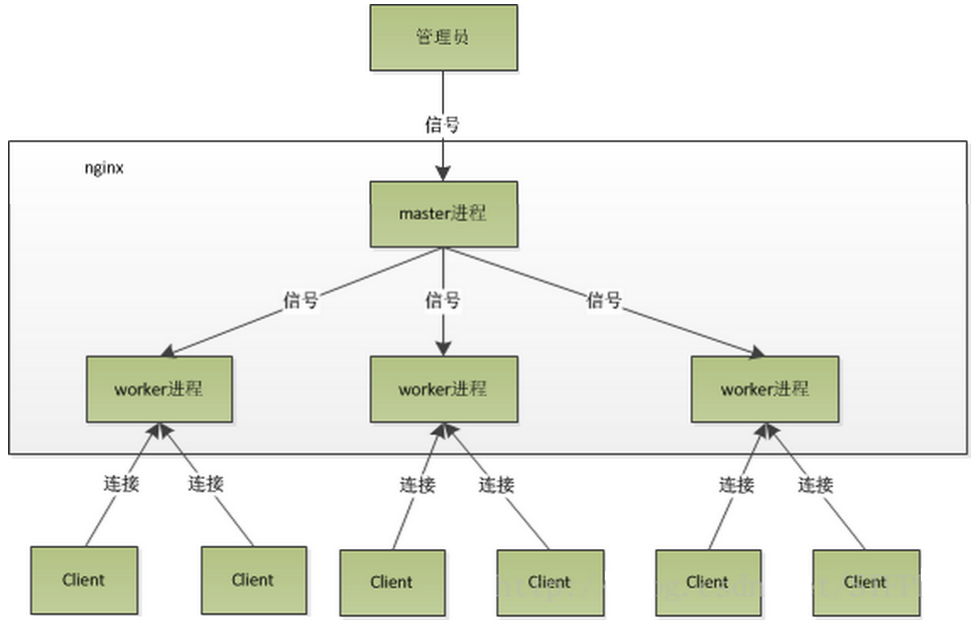 管理员
信号
nginx
master进程
信号
信号
信号
worker进程
worker进程
worker进程
连接
连接
连接
连接
连接
连接
Client
Client
Client
Client
Client
Client